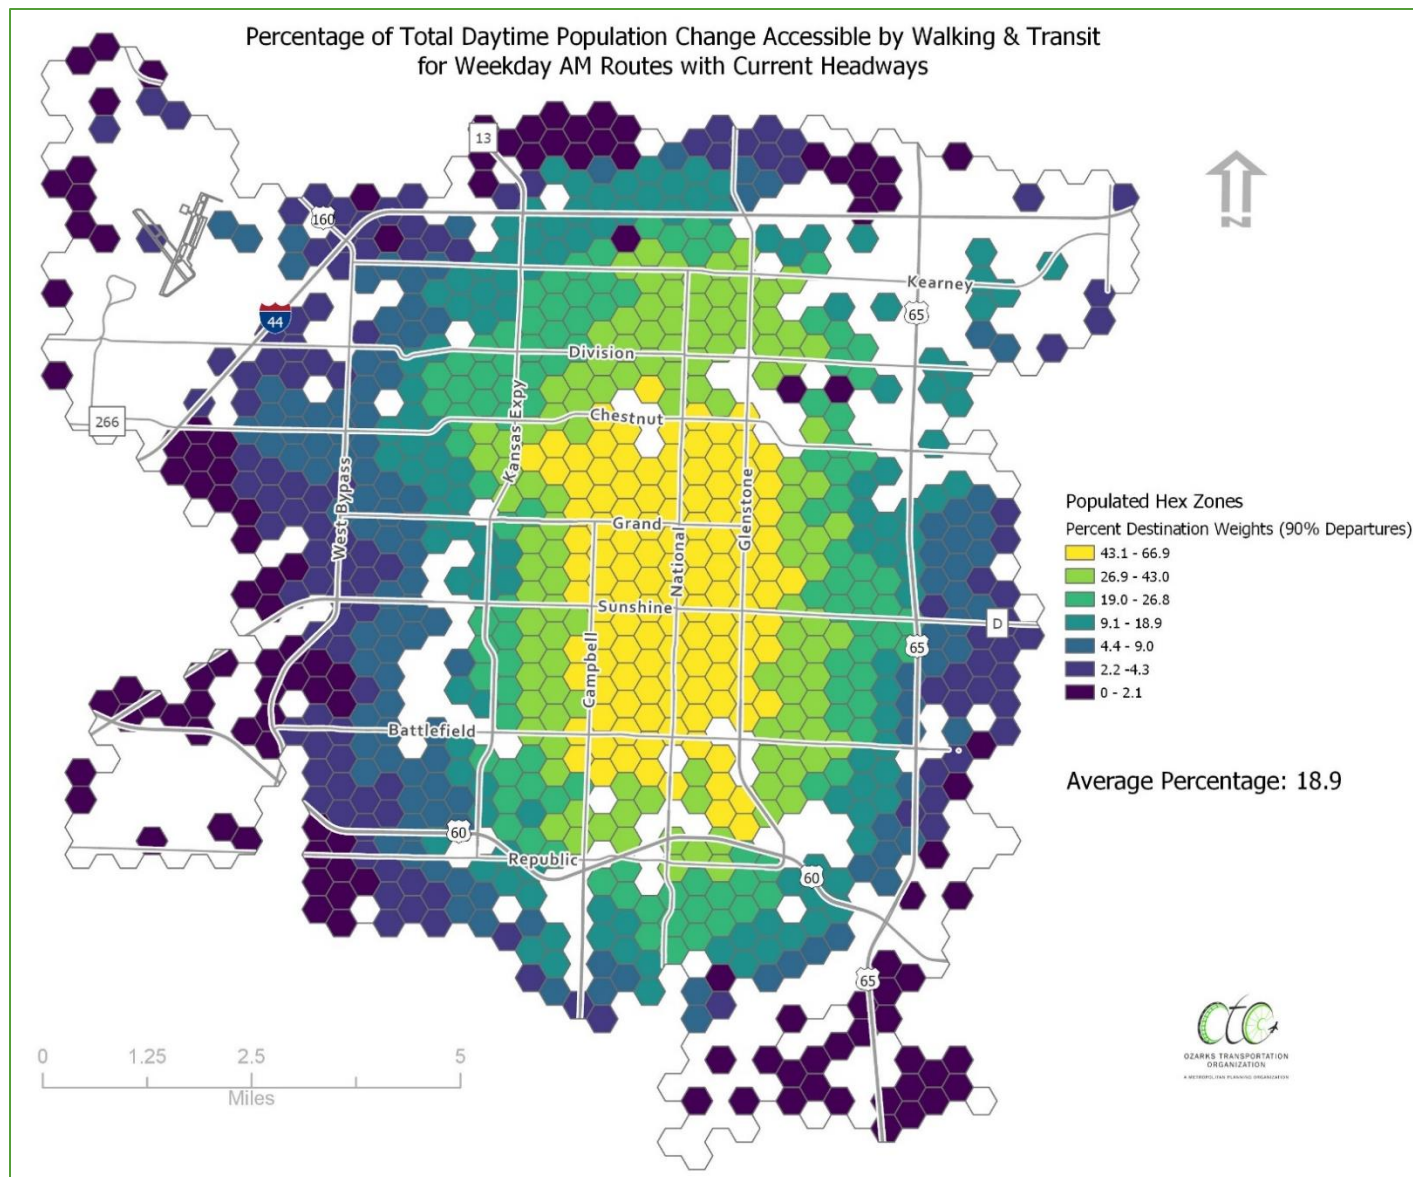 Percentage of Total Daytime Population Change Accessible by Walking & Transit
for Weekday AM Routes with Current Headways
13
160
N
Kearney
65
44
Division
266
Chestnut
Kansas Expy
West Bypass
Glenstone
Grand
National
Sunshine
D
65
Campbell
Battlefield
60
Republic
60
65
Populated Hex Zones
Percent Destination Weights (90% Departures)
43.1 - 66.9
26.9 - 43.0
19.0 - 26.8
9.1 - 18.9
4.4 - 9.0
2.2 -4.3
0 - 2.1
Average Percentage: 18.9
0 1.25 2.5 5
Miles
oto
OZARKS TRANSPORTATION
ORGANIZATION
A METROPOLITAN PLANNING ORGANIZATION